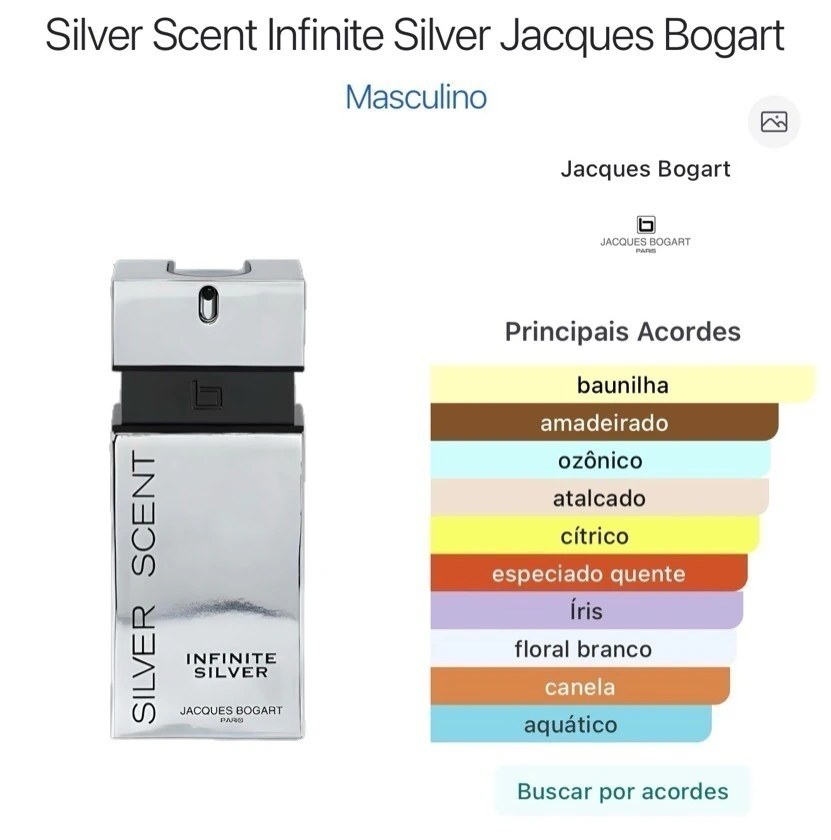 Silver Scent Infinite Silver Jacques Bogart
Masculino
Jacques Bogart
b
JACQUES BOGART
PARIS
Principais Acordes
baunilha
amadeirado
ozônico
atalcado
cítrico
especiado quente
Íris
floral branco
canela
aquático
Buscar por acordes
b
SILVER SCENT
INFINITE
SILVER
JACQUES BOGART
PARIS